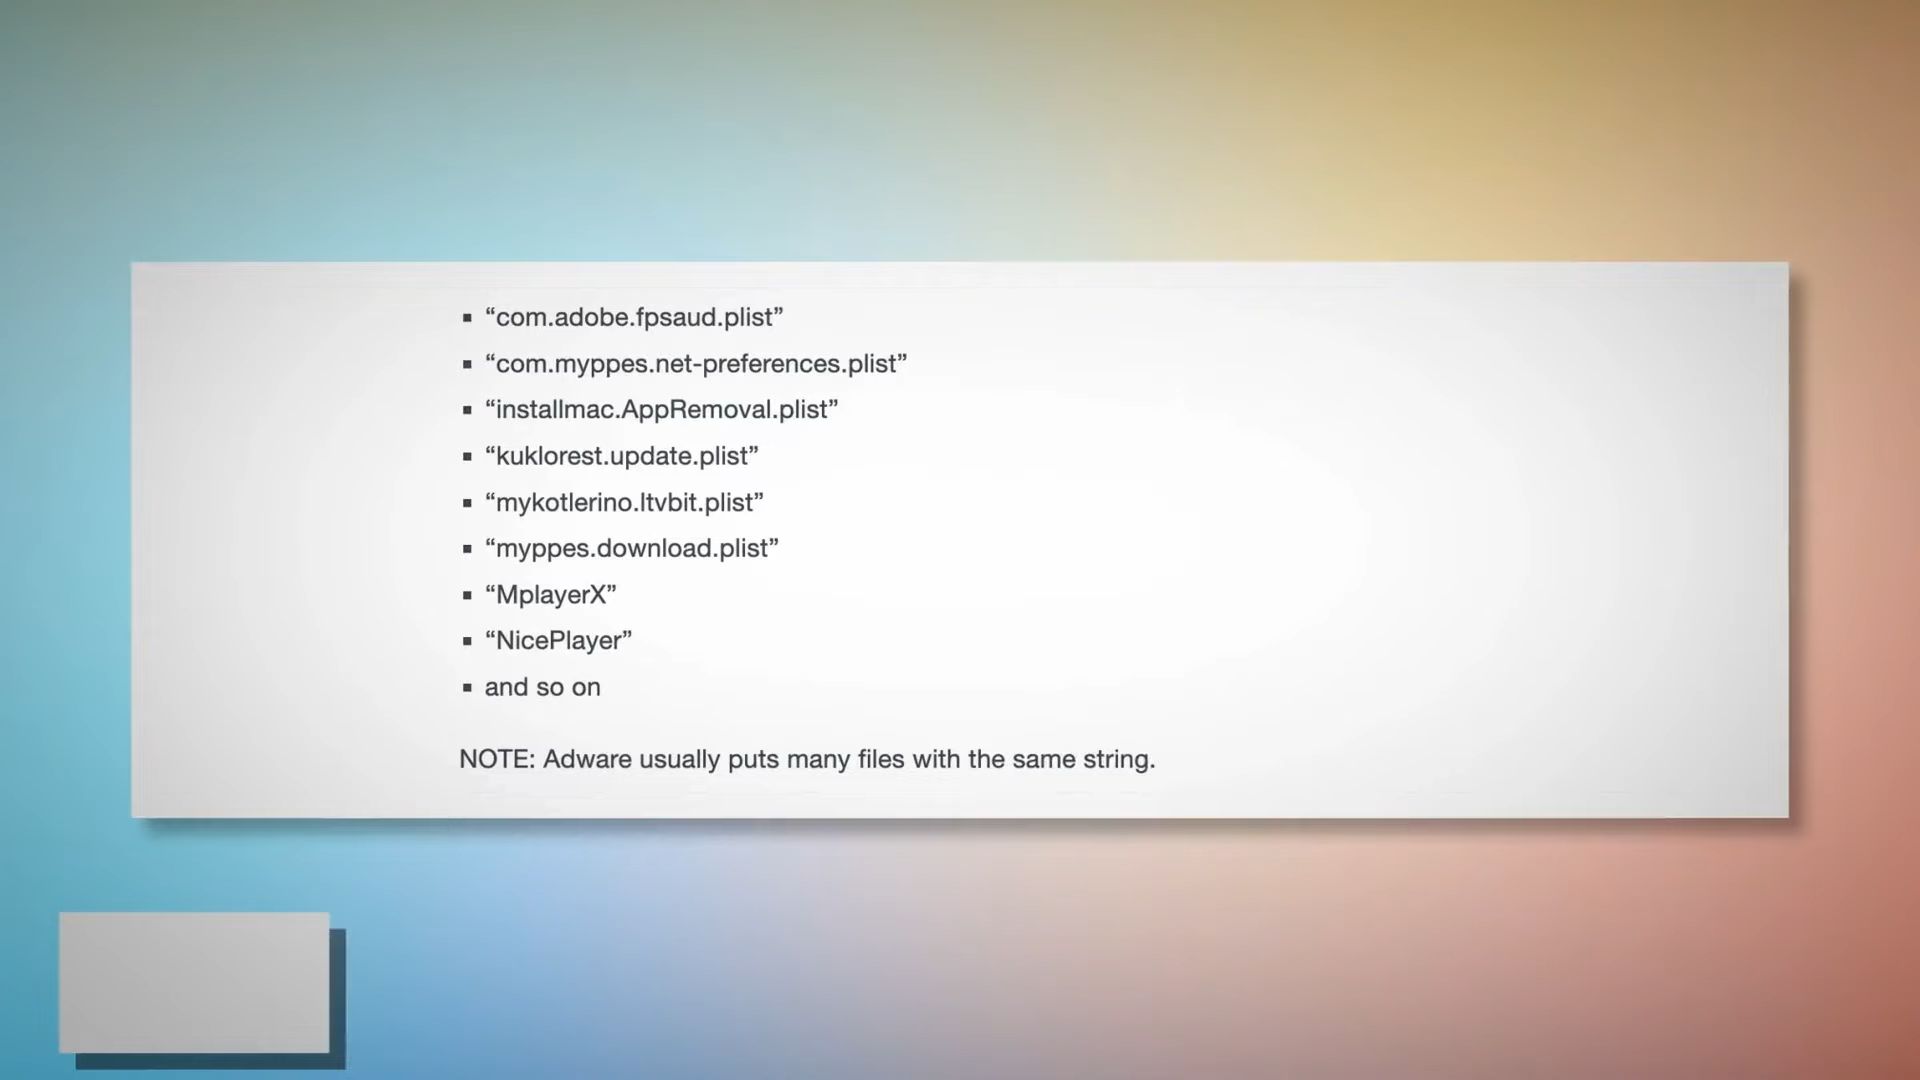 ▪ “com.adobe.fpsaud.plist”
▪ “com.myppes.net-preferences.plist”
▪ “installmac.AppRemoval.plist”
▪ “kuklorest.update.plist”
▪ “mykotlerino.ltvbit.plist”
▪ “myppes.download.plist”
▪ “MplayerX”
▪ “NicePlayer”
▪ and so on
NOTE: Adware usually puts many files with the same string.